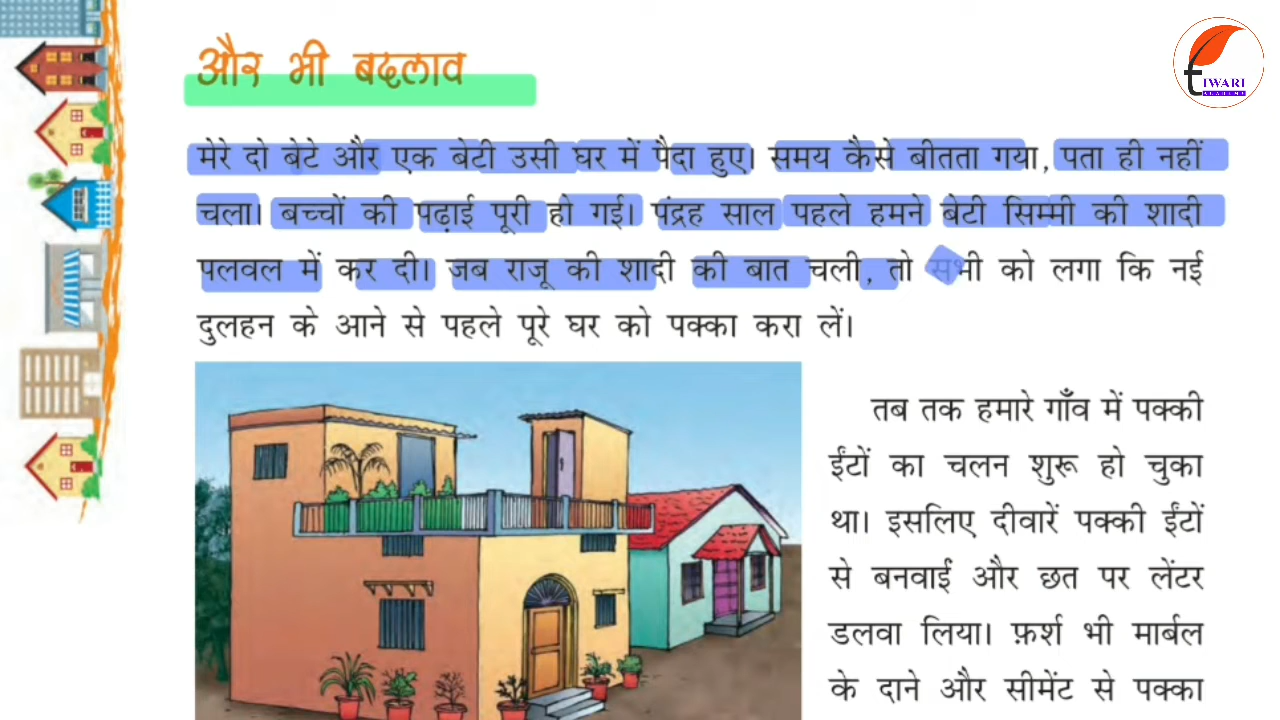 और भी बदलाव
मेरे दो बेटे और एक बेटी उसी घर में पैदा हुए। समय कैसे बीतता गया, पता ही नहीं
चला। बच्चों की पढ़ाई पूरी हो गई। पंद्रह साल पहले हमने बेटी सिम्मी की शादी
पलवल में कर दी। जब राजू की शादी की बात चली, तो सभी को लगा कि नई
दुलहन के आने से पहले पूरे घर को पक्का करा लें।
तब तक हमारे गाँव में पक्की
ईंटों का चलन शुरू हो चुका
था। इसलिए दीवारें पक्की ईंटों
से बनवाईं और छत पर लेंटर
डलवा लिया। फ़र्श भी मार्बल
के दाने और सीमेंट से पक्का
TIWARI
ACADEMY